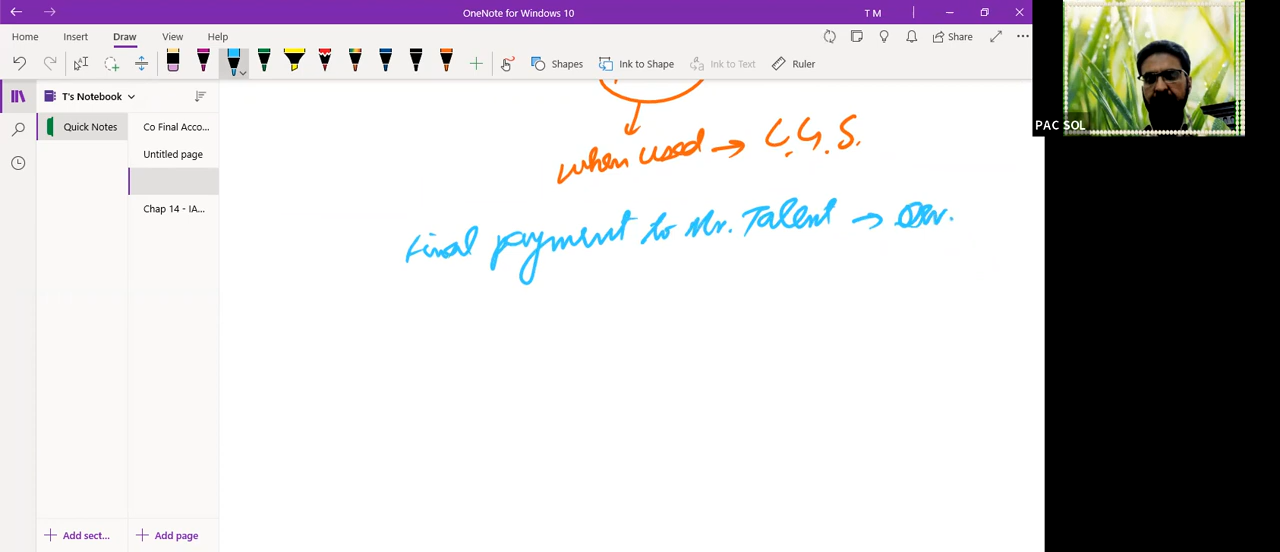 OneNote for Windows 10
T M
Home Insert Draw View Help
Share
Shapes Ink to Shape Ink to Text Ruler
T's Notebook
Quick Notes
Co Final Acco...
Untitled page
Chap 14 - IA...
when used → C.G.S.
Final payment to Mr. Talent →
Add sect... Add page
PAC SOL